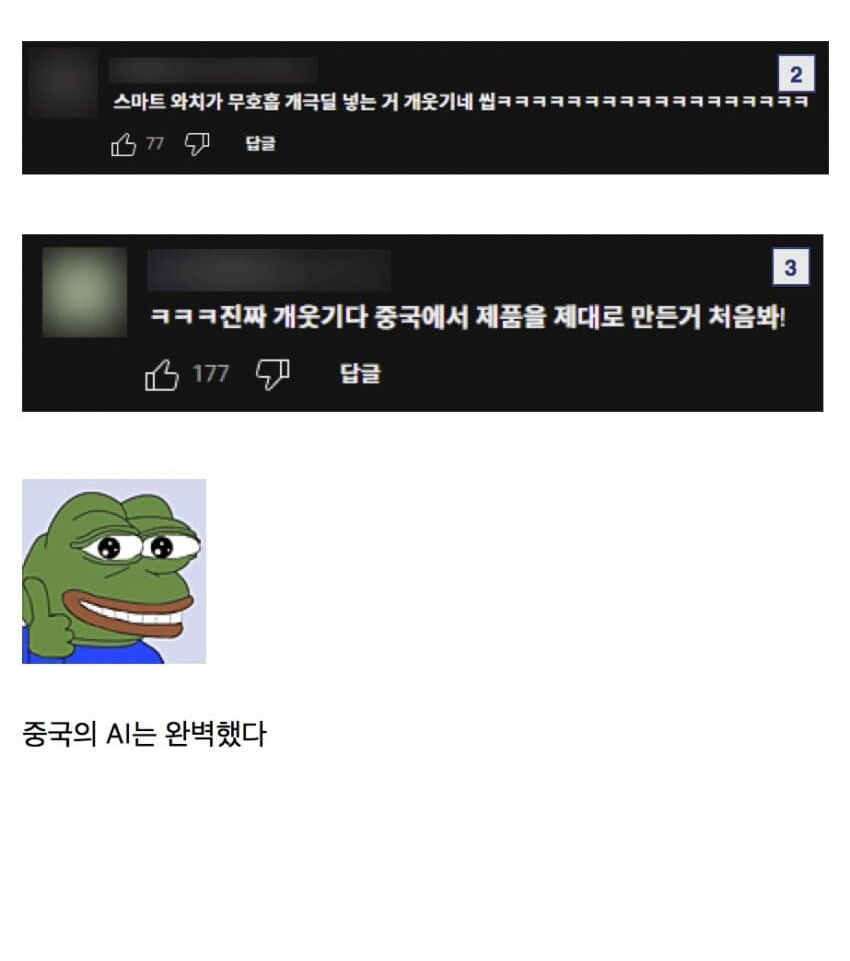 2
스마트 와치가 무호흡 개극딜 넣는 거 개웃기네 씹ㅋㅋㅋㅋㅋㅋㅋㅋㅋㅋㅋㅋㅋㅋㅋㅋㅋㅋ
77 답글
3
ㅋㅋㅋ진짜 개웃기다 중국에서 제품을 제대로 만든거 처음봐!
177 답글
중국의 AI는 완벽했다